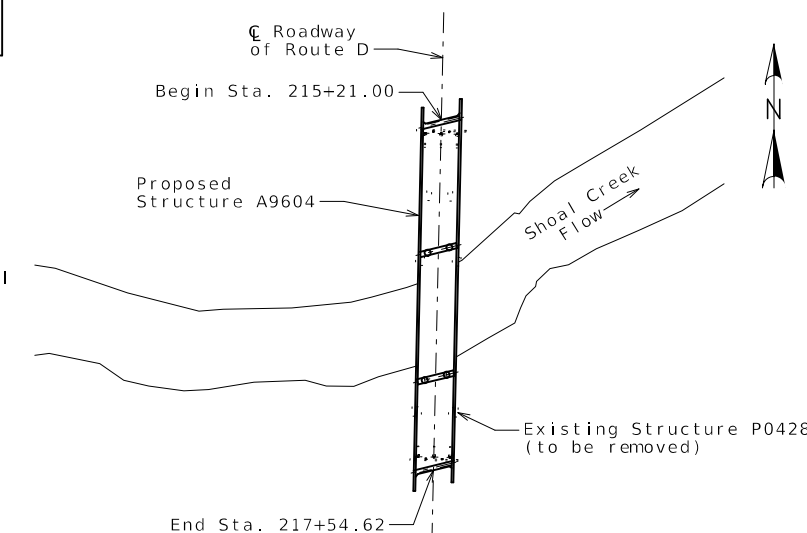 ℄ Roadway
of Route D
Begin Sta. 215+21.00
N
Proposed
Structure A9604
Shoal Creek
Flow
Existing Structure P0428
(to be removed)
End Sta. 217+54.62